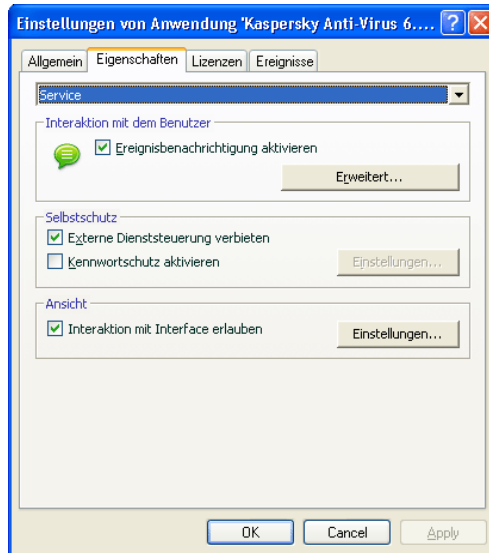 Einstellungen von Anwendung 'Kaspersky Anti-Virus 6....
Allgemein Eigenschaften Lizenzen Ereignisse
Service
Interaktion mit dem Benutzer
Ereignisbenachrichtigung aktivieren
Erweitert...
Selbstschutz
Externe Dienststeuerung verbieten
Kennwortschutz aktivieren Einstellungen...
Ansicht
Interaktion mit Interface erlauben Einstellungen...
OK Cancel Apply